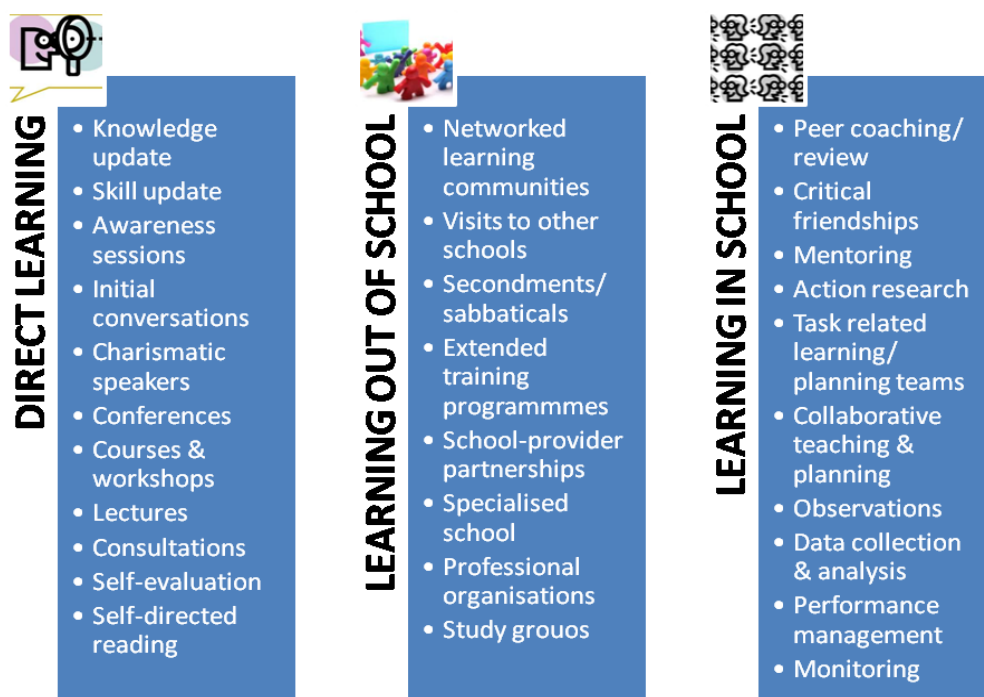 DIRECT LEARNING
• Knowledge
update
• Skill update
• Awareness
sessions
• Initial
conversations
• Charismatic
speakers
• Conferences
• Courses &
workshops
• Lectures
• Consultations
• Self-evaluation
• Self-directed
reading
LEARNING OUT OF SCHOOL
• Networked
learning
communities
• Visits to other
schools
• Secondments/
sabbaticals
• Extended
training
programmmes
• School-provider
partnerships
• Specialised
school
• Professional
organisations
• Study grouos
LEARNING IN SCHOOL
• Peer coaching/
review
• Critical
friendships
• Mentoring
• Action research
• Task related
learning/
planning teams
• Collaborative
teaching &
planning
• Observations
• Data collection
& analysis
• Performance
management
• Monitoring